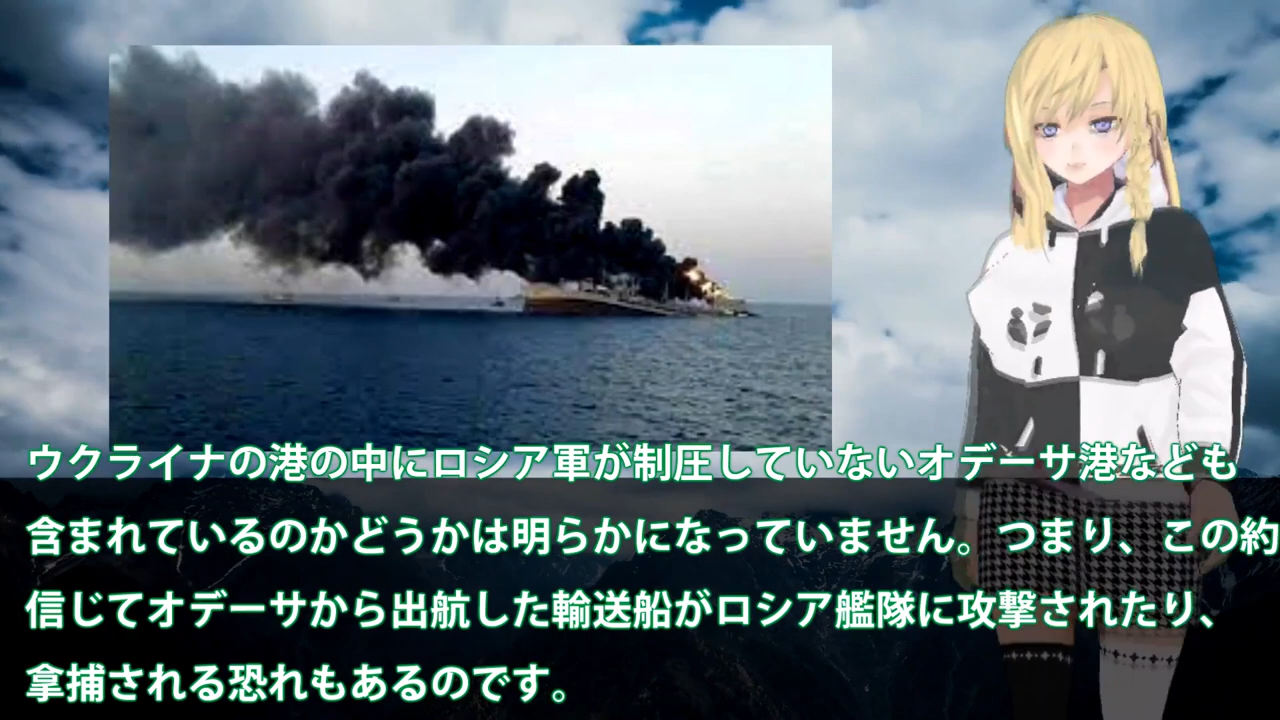 ウクライナの港の中にロシア軍が制圧していないオデーサ港なども
含まれているのかどうかは明らかになっていません。つまり、この約
信じてオデーサから出航した輸送船がロシア艦隊に攻撃されたり、
拿捕される恐れもあるのです。